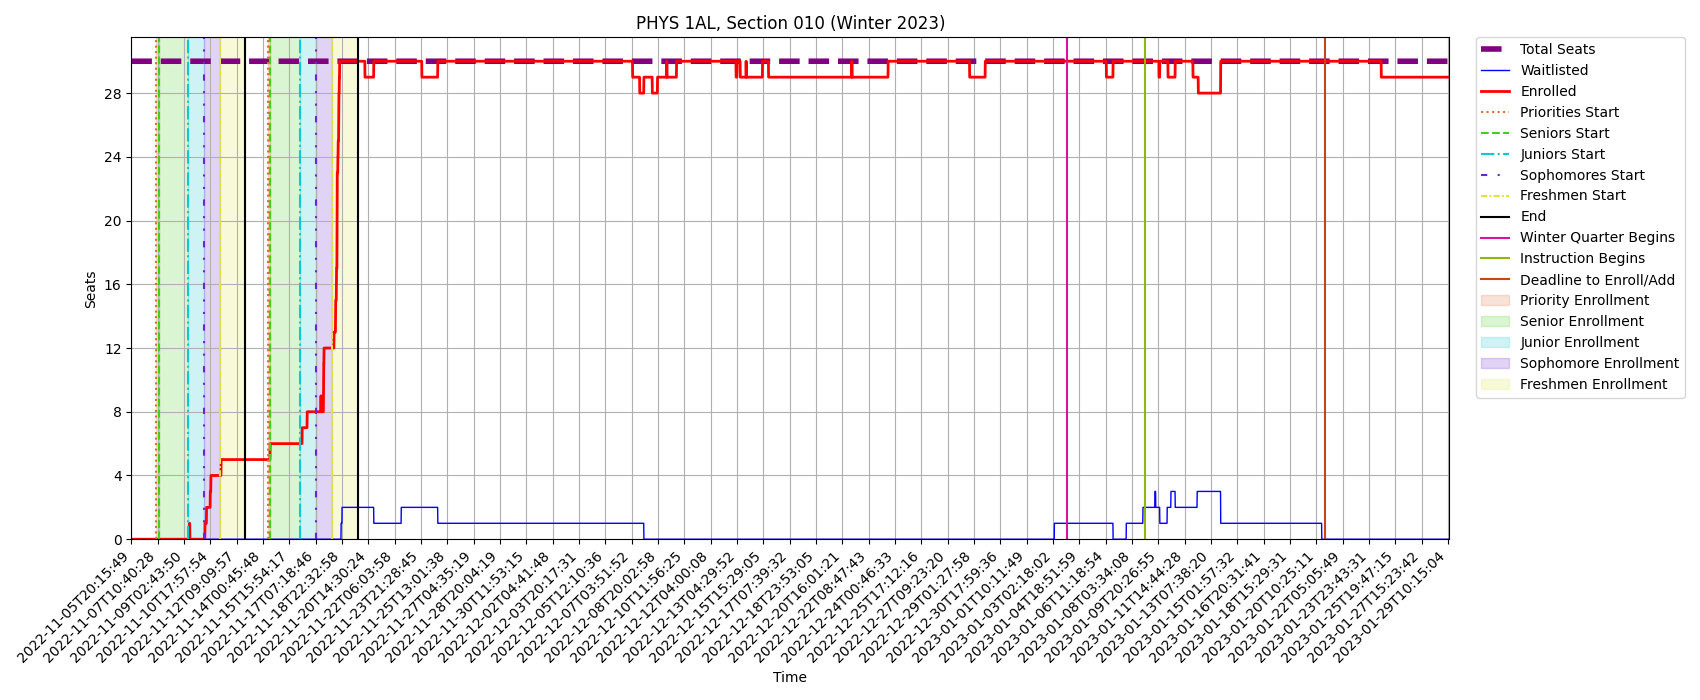 PHYS 1AL, Section 010 (Winter 2023)
Seats
28
24
20
16
12
8
4
0
2022-11-05T20:15:49
2022-11-07T10:40:28
2022-11-09T02:43:50
2022-11-10T17:57:54
2022-11-12T09:09:57
2022-11-14T00:45:48
2022-11-15T15:54:17
2022-11-17T07:18:46
2022-11-18T22:32:58
2022-11-20T14:30:24
2022-11-22T06:03:58
2022-11-23T21:28:45
2022-11-25T13:01:38
2022-11-27T04:35:19
2022-11-28T20:04:19
2022-11-30T11:53:15
2022-12-02T04:41:48
2022-12-03T20:17:31
2022-12-05T12:10:36
2022-12-07T03:51:52
2022-12-08T20:02:58
2022-12-10T11:56:25
2022-12-12T04:00:08
2022-12-13T04:29:52
2022-12-15T15:29:05
2022-12-17T07:39:32
2022-12-18T23:53:05
2022-12-20T16:01:21
2022-12-22T08:47:43
2022-12-24T00:46:33
2022-12-25T17:12:16
2022-12-27T09:23:20
2022-12-29T01:27:58
2022-12-30T17:59:36
2023-01-01T10:11:49
2023-01-03T02:18:02
2023-01-04T18:51:59
2023-01-06T11:18:54
2023-01-08T03:34:08
2023-01-09T20:26:55
2023-01-11T14:44:28
2023-01-13T07:38:20
2023-01-15T01:57:32
2023-01-16T20:31:41
2023-01-18T15:29:31
2023-01-20T10:25:11
2023-01-22T05:05:49
2023-01-23T23:43:31
2023-01-25T19:47:15
2023-01-27T15:23:42
2023-01-29T10:15:04
Time
Total Seats
Waitlisted
Enrolled
Priorities Start
Seniors Start
Juniors Start
Sophomores Start
Freshmen Start
End
Winter Quarter Begins
Instruction Begins
Deadline to Enroll/Add
Priority Enrollment
Senior Enrollment
Junior Enrollment
Sophomore Enrollment
Freshmen Enrollment